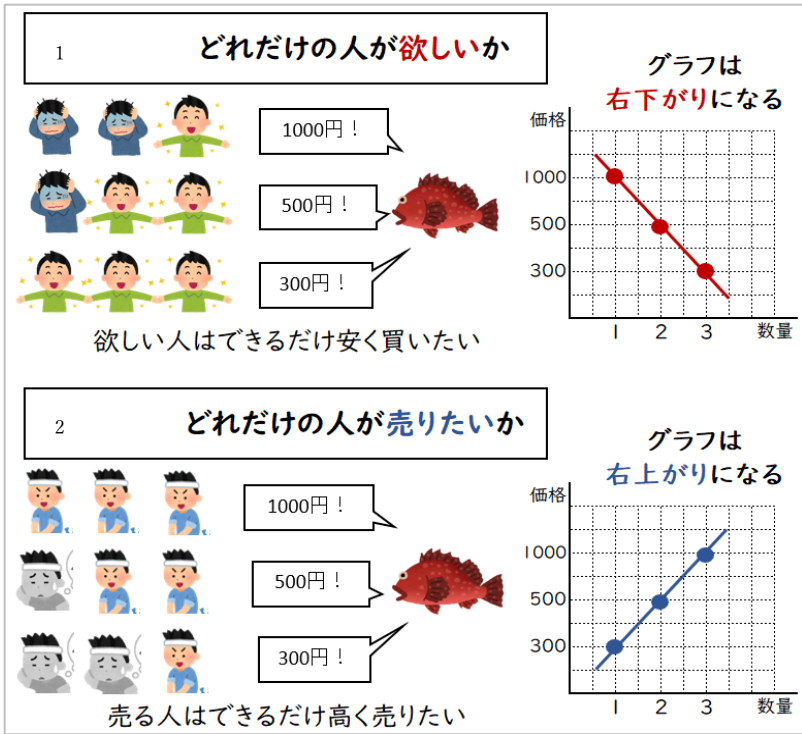 1 どれだけの人が欲しいか
1000円！
500円！
300円！
欲しい人はできるだけ安く買いたい
グラフは
右下がりになる
価格
1000
500
300
1 2 3 数量
2 どれだけの人が売りたいか
1000円！
500円！
300円！
売る人はできるだけ高く売りたい
グラフは
右上がりになる
価格
1000
500
300
1 2 3 数量